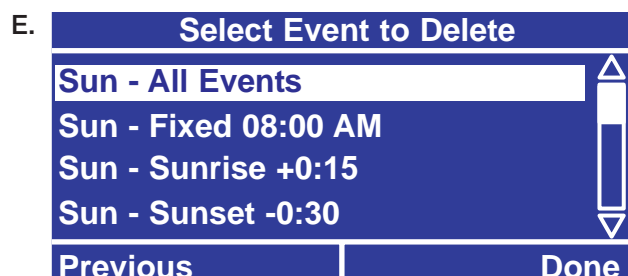 E.
Select Event to Delete
Sun - All Events
Sun - Fixed 08:00 AM
Sun - Sunrise +0:15
Sun - Sunset -0:30
Previous Done